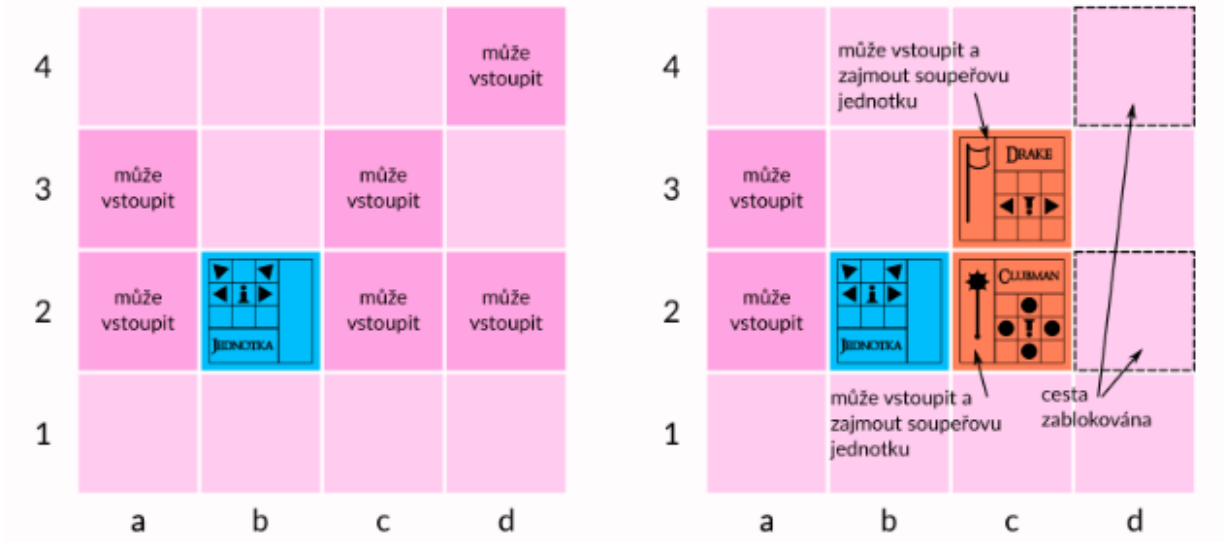 4
může
vstoupit
3
může
vstoupit
může
vstoupit
2
může
vstoupit
JEDNOTKA
může
vstoupit
může
vstoupit
1
a
b
c
d
4
může vstoupit a
zajmout soupeřovu
jednotku
3
může
vstoupit
DRAKE
2
může
vstoupit
JEDNOTKA
CLUBMAN
1
může vstoupit a
zajmout soupeřovu
jednotku
cesta
zablokována
a
b
c
d